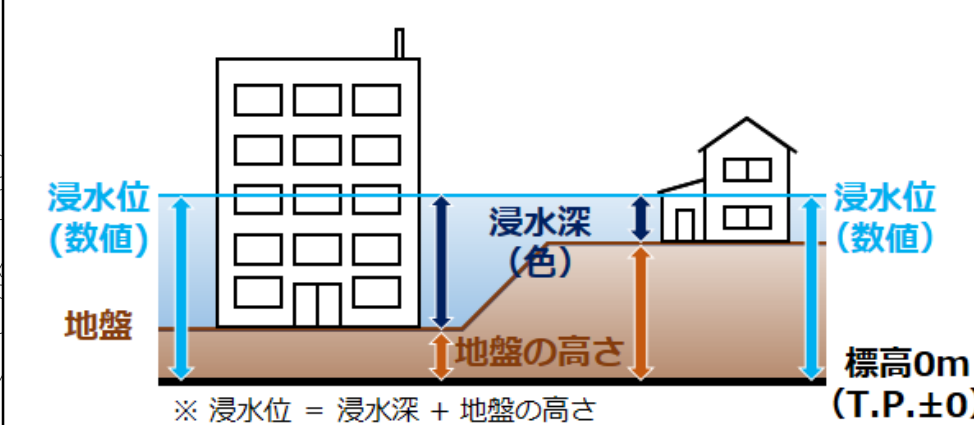 浸水位
(数値)
浸水深
（色）
浸水位
（数値）
地盤
地盤の高さ
標高0m
（T.P.±0）
※ 浸水位 = 浸水深 + 地盤の高さ